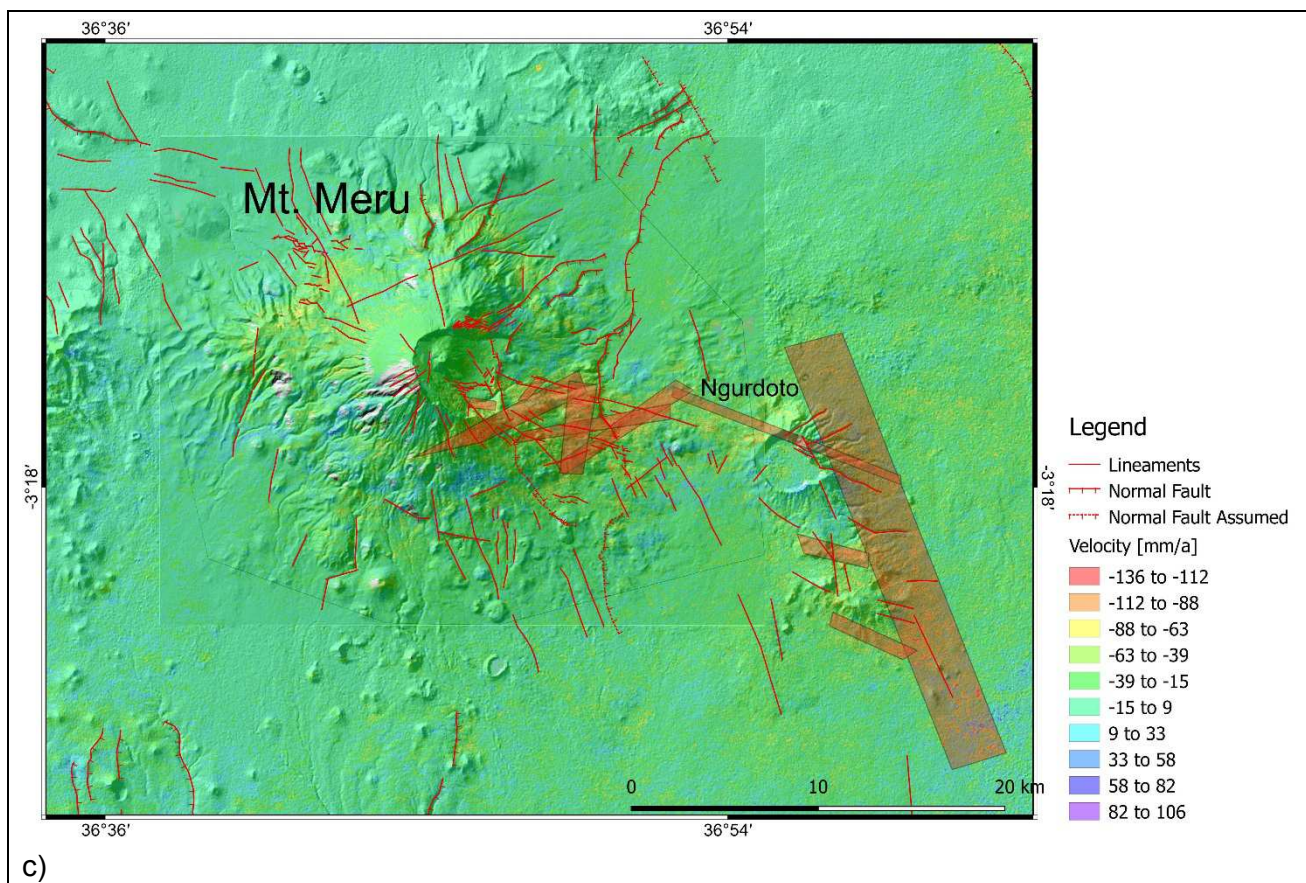 36°36′ 36°54′
Mt. Meru
Ngurdoto
-3°18′ -3°18′
Legend
Lineaments
Normal Fault
Normal Fault Assumed
Velocity [mm/a]
-136 to -112
-112 to -88
-88 to -63
-63 to -39
-39 to -15
-15 to 9
9 to 33
33 to 58
58 to 82
82 to 106
0 10 20 km
36°36′ 36°54′
c)